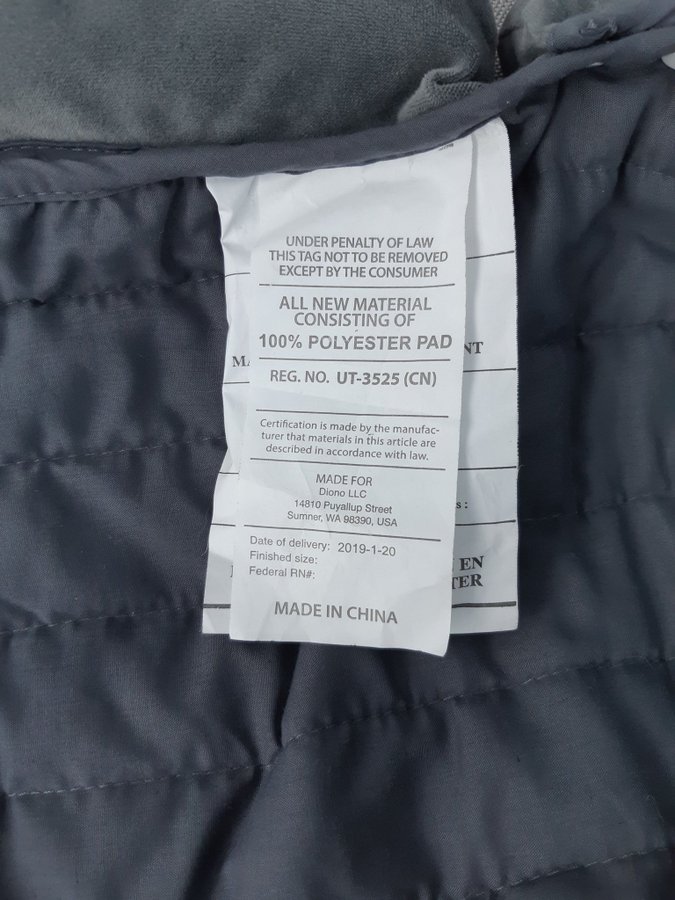 UNDER PENALTY OF LAW
THIS TAG NOT TO BE REMOVED
EXCEPT BY THE CONSUMER
ALL NEW MATERIAL
CONSISTING OF
100% POLYESTER PAD
REG. NO. UT-3525 (CN)
Certification is made by the manufac-
turer that materials in this article are
described in accordance with law.
MADE FOR
Diono LLC
14810 Puyallup Street
Sumner, WA 98390, USA
Date of delivery: 2019-1-20
Finished size:
Federal RN#:
MADE IN CHINA
EN